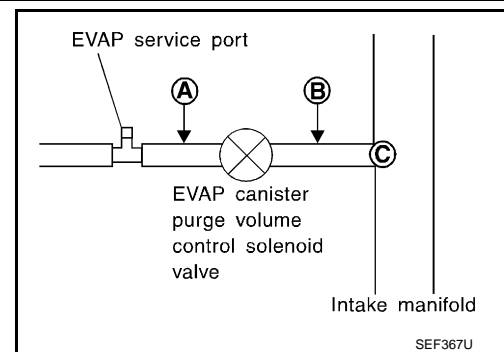 EVAP service port
A
B
C
EVAP canister
purge volume
control solenoid
valve
Intake manifold
SEF367U